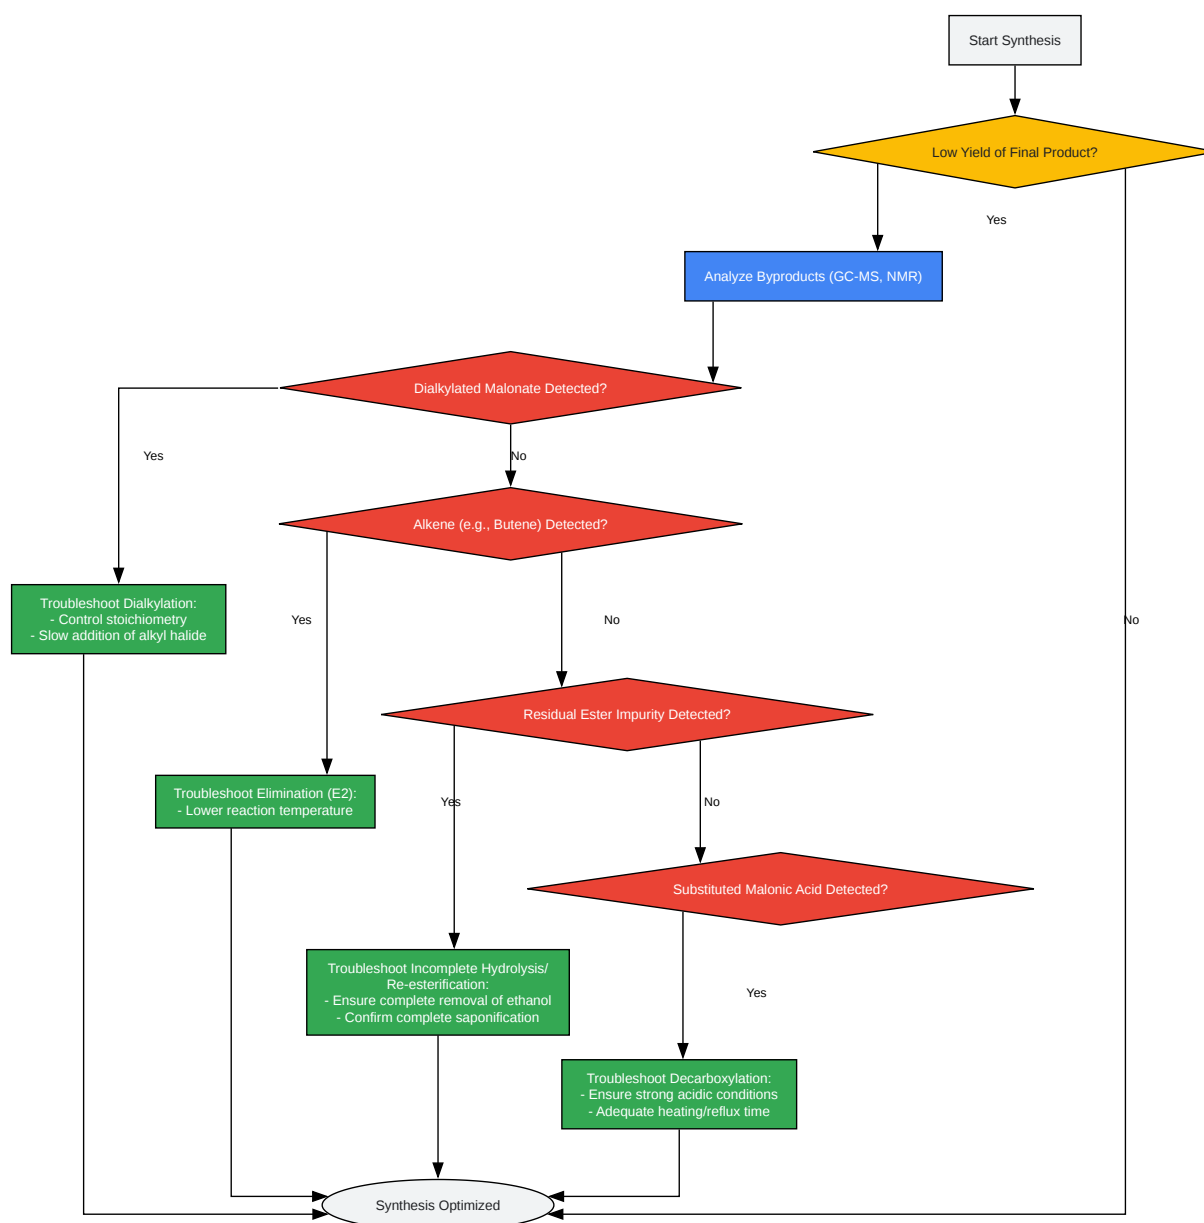 Start Synthesis
Low Yield of Final Product?
Yes
Analyze Byproducts (GC-MS, NMR)
Dialkylated Malonate Detected?
Yes
No
Alkene (e.g., Butene) Detected?
Troubleshoot Dialkylation:
- Control stoichiometry
- Slow addition of alkyl halide
Yes
No
No
Residual Ester Impurity Detected?
Troubleshoot Elimination (E2):
- Lower reaction temperature
Yes
No
Substituted Malonic Acid Detected?
Troubleshoot Incomplete Hydrolysis/
Re-esterification:
- Ensure complete removal of ethanol
- Confirm complete saponification
Yes
Troubleshoot Decarboxylation:
- Ensure strong acidic conditions
- Adequate heating/reflux time
Synthesis Optimized